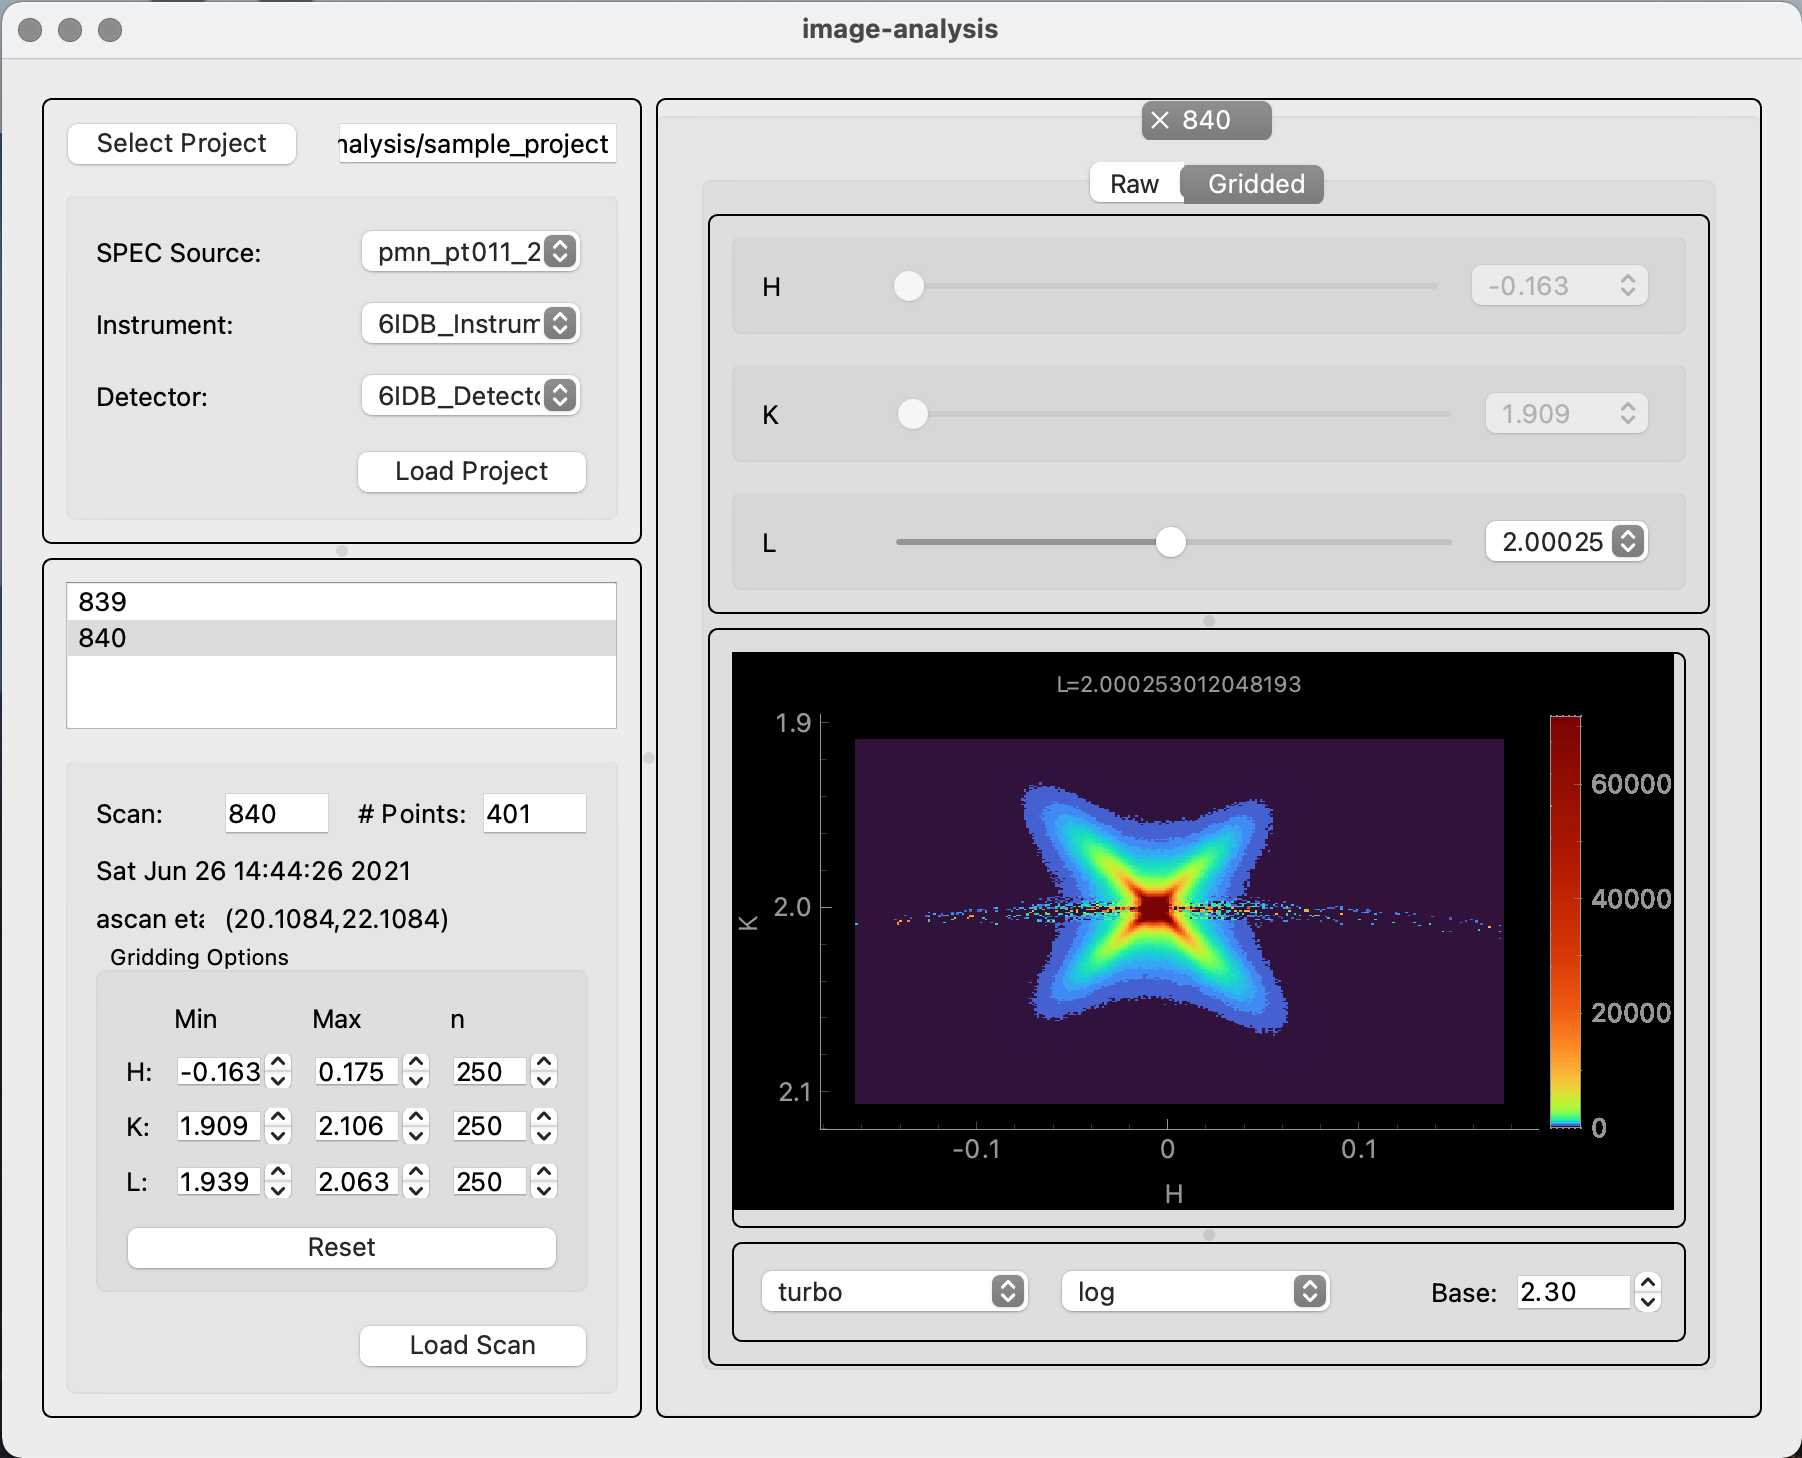 image-analysis
Select Project
nalysis/sample_project
SPEC Source:
pmn_pt011_2
Instrument:
6IDB_Instrum
Detector:
6IDB_Detect
Load Project
839
840
Scan:
840
# Points:
401
Sat Jun 26 14:44:26 2021
ascan eta
(20.1084,22.1084)
Gridding Options
Min
Max
n
H:
-0.163
0.175
250
K:
1.909
2.106
250
L:
1.939
2.063
250
Reset
Load Scan
× 840
Raw
Gridded
H
-0.163
K
1.909
L
2.00025
L=2.000253012048193
1.9
2.0
2.1
K
-0.1
0
0.1
H
60000
40000
20000
0
turbo
log
Base:
2.30